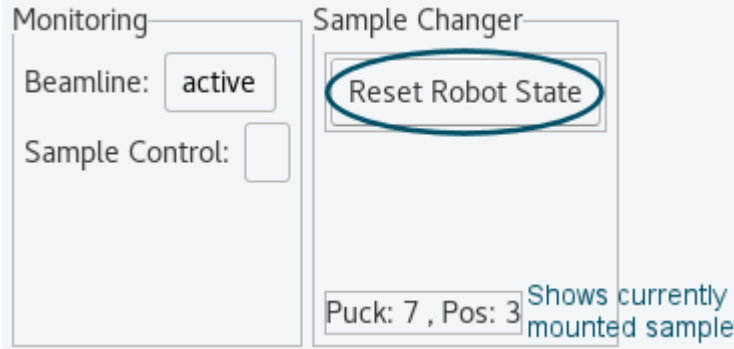 Monitoring
Beamline: active
Sample Control:
Sample Changer
Reset Robot State
Puck: 7 , Pos: 3
Shows currently
mounted sample